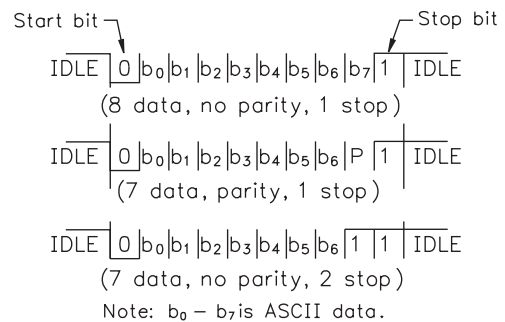 Start bit Stop bit
IDLE 0 b₀ b₁ b₂ b₃ b₄ b₅ b₆ b₇ 1 IDLE
(8 data, no parity, 1 stop)
IDLE 0 b₀ b₁ b₂ b₃ b₄ b₅ b₆ P 1 IDLE
(7 data, parity, 1 stop)
IDLE 0 b₀ b₁ b₂ b₃ b₄ b₅ b₆ 1 1 IDLE
(7 data, no parity, 2 stop)
Note: b₀ – b₇ is ASCII data.